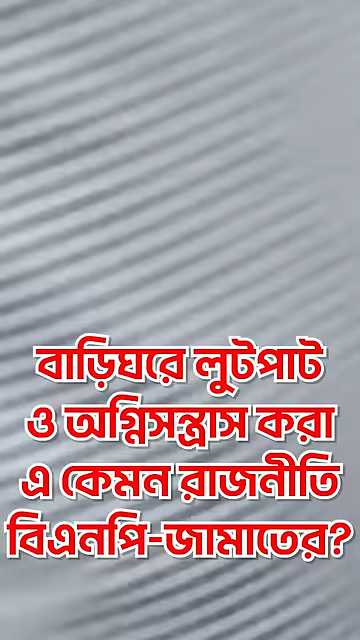 বাড়িঘরে লুটপাট
ও অগ্নিসন্ত্রাস করা
এ কেমন রাজনীতি
বিএনপি-জামাতের?